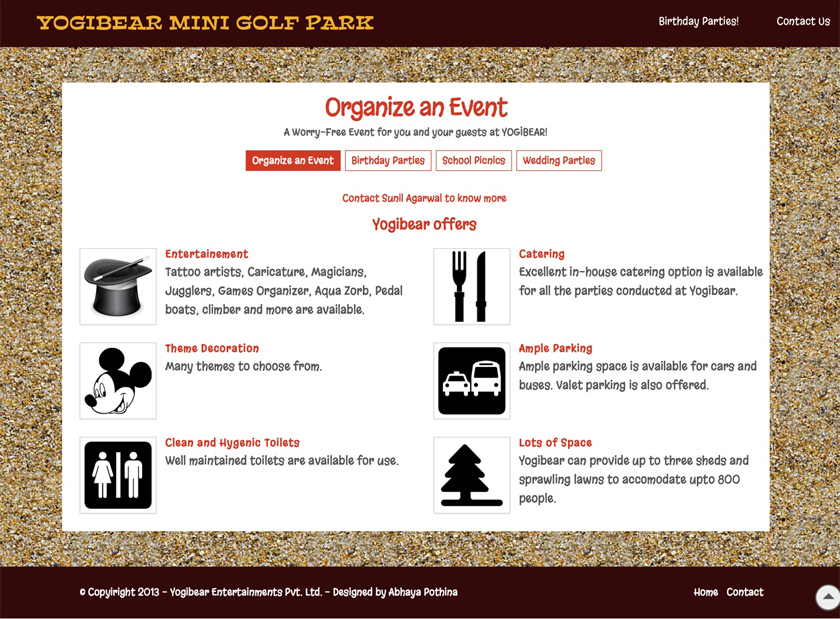 YOGIBEAR MINI GOLF PARK
Birthday Parties!
Contact Us
Organize an Event
A Worry-Free Event for you and your guests at YOGIBEAR!
Organize an Event
Birthday Parties
School Picnics
Wedding Parties
Contact Sunil Agarwal to know more
Yogibear offers
Entertainement
Tattoo artists, Caricature, Magicians,
Jugglers, Games Organizer, Aqua Zorb, Pedal
boats, climber and more are available.
Catering
Excellent in-house catering option is available
for all the parties conducted at Yogibear.
Theme Decoration
Many themes to choose from.
Ample Parking
Ample parking space is available for cars and
buses. Valet parking is also offered.
Clean and Hygenic Toilets
Well maintained toilets are available for use.
Lots of Space
Yogibear can provide up to three sheds and
sprawling lawns to accomodate upto 800
people.
© Copyiright 2013 - Yogibear Entertainments Pvt. Ltd. - Designed by Abhaya Pothina
Home
Contact